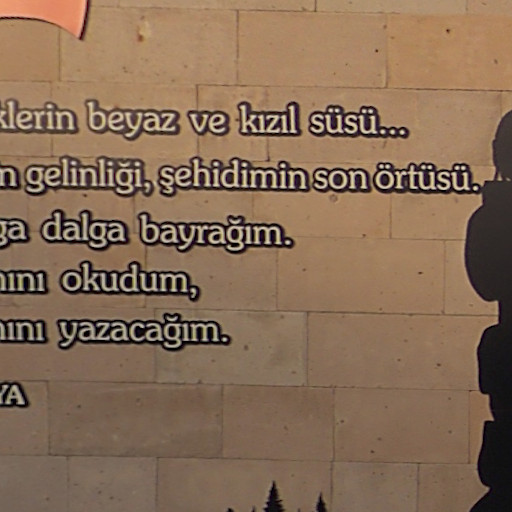 klerin beyaz ve kızıl süsü...
n gelinliği, şehidimin son örtüsü.
ga dalga bayrağım.
nını okudum,
nını yazacağım.
YA